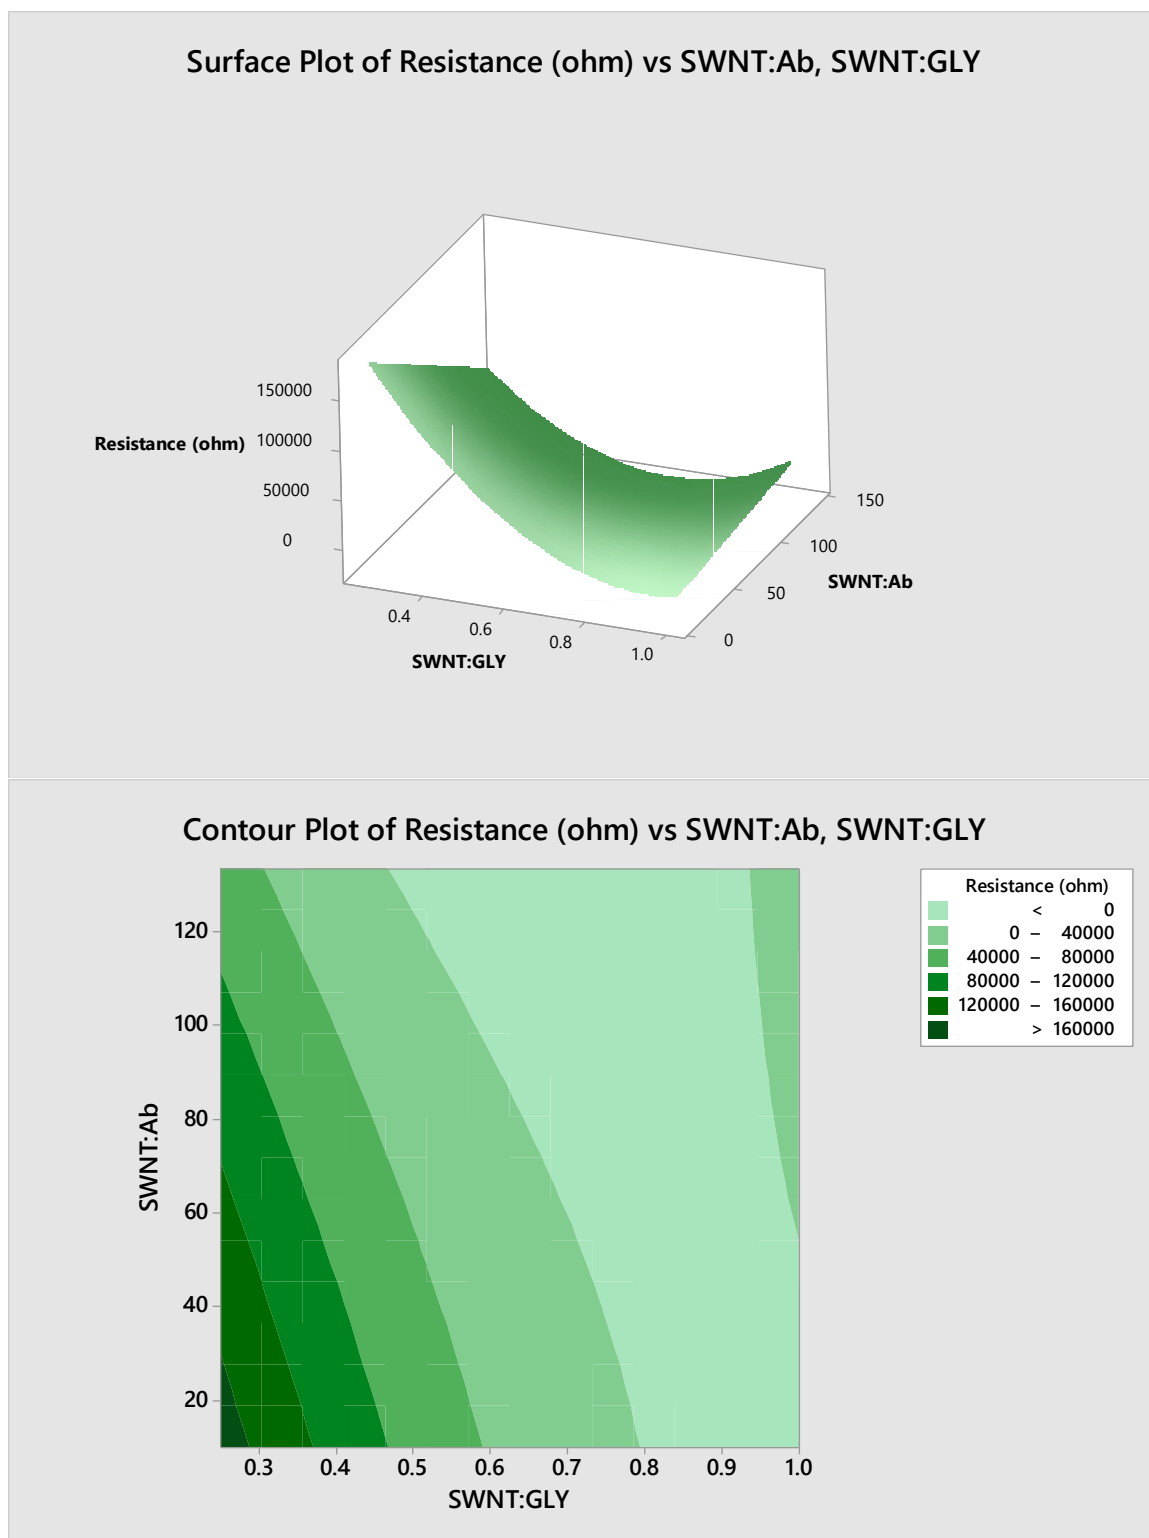 Surface Plot of Resistance (ohm) vs SWNT:Ab, SWNT:GLY
150000
Resistance (ohm) 100000
50000
0
0.4
0.6
0.8
1.0
SWNT:GLY
0
50
100
150
SWNT:Ab
Contour Plot of Resistance (ohm) vs SWNT:Ab, SWNT:GLY
Resistance (ohm)
< 0
0 – 40000
40000 – 80000
80000 – 120000
120000 – 160000
> 160000
SWNT:Ab
120
100
80
60
40
20
0.3 0.4 0.5 0.6 0.7 0.8 0.9 1.0
SWNT:GLY